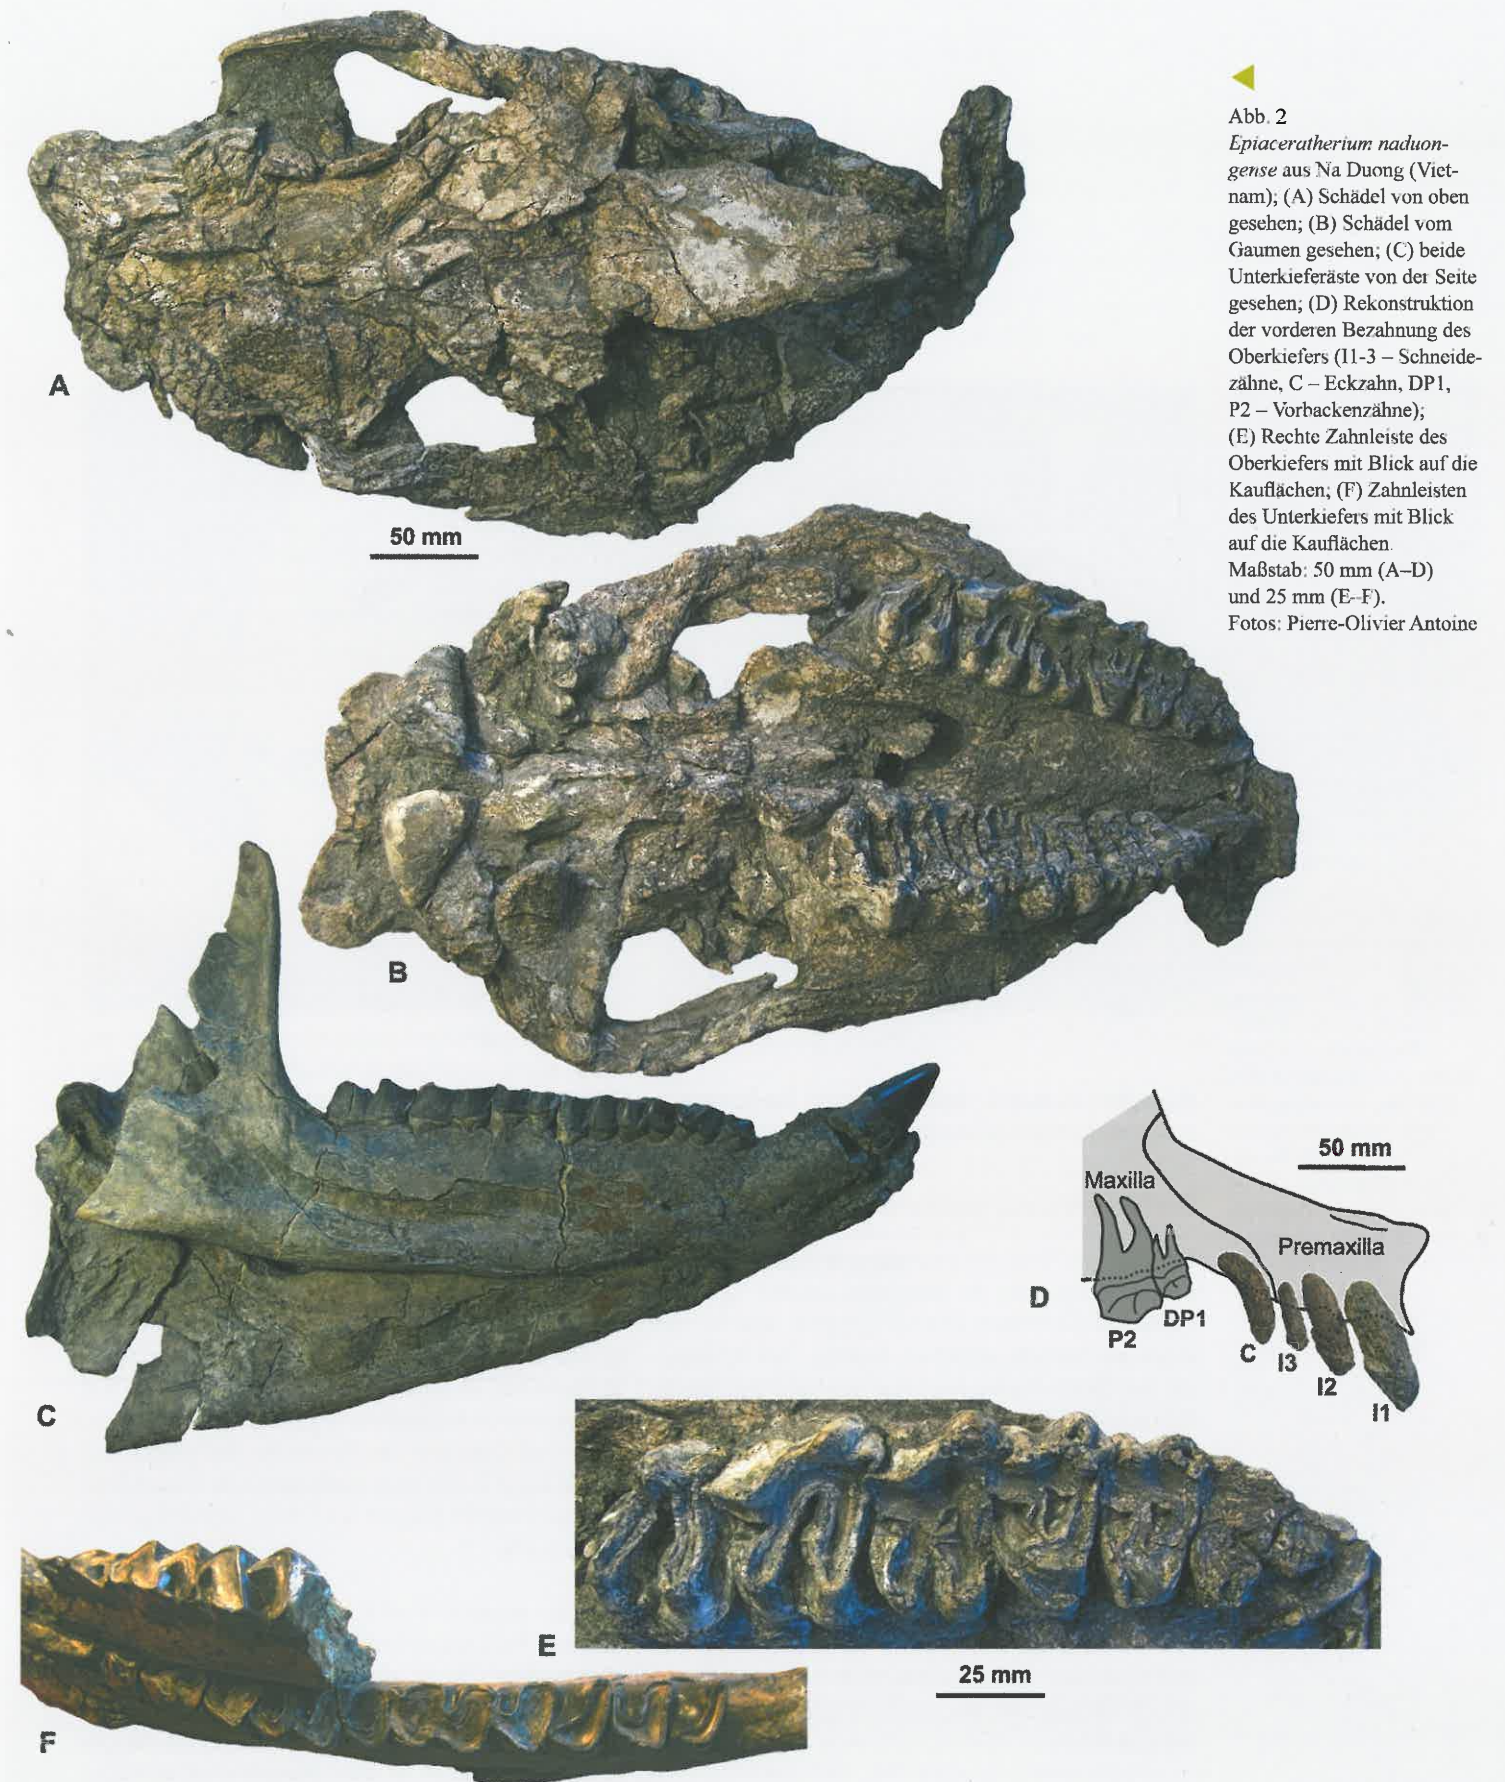 Abb. 2
Epiaceratherium naduon-
gense aus Na Duong (Viet-
nam); (A) Schädel von oben
gesehen; (B) Schädel vom
Gaumen gesehen; (C) beide
Unterkieferäste von der Seite
gesehen; (D) Rekonstruktion
der vorderen Bezahnung des
Oberkiefers (I1-3 – Schneide-
zähne, C – Eckzahn, DP1,
P2 – Vorbackenzähne);
(E) Rechte Zahnleiste des
Oberkiefers mit Blick auf die
Kauflächen; (F) Zahnleisten
des Unterkiefers mit Blick
auf die Kauflächen.
Maßstab: 50 mm (A–D)
und 25 mm (E–F).
Fotos: Pierre-Olivier Antoine
A
50 mm
B
C
50 mm
Maxilla
Premaxilla
D
P2
DP1
C
I3
I2
I1
E
25 mm
F